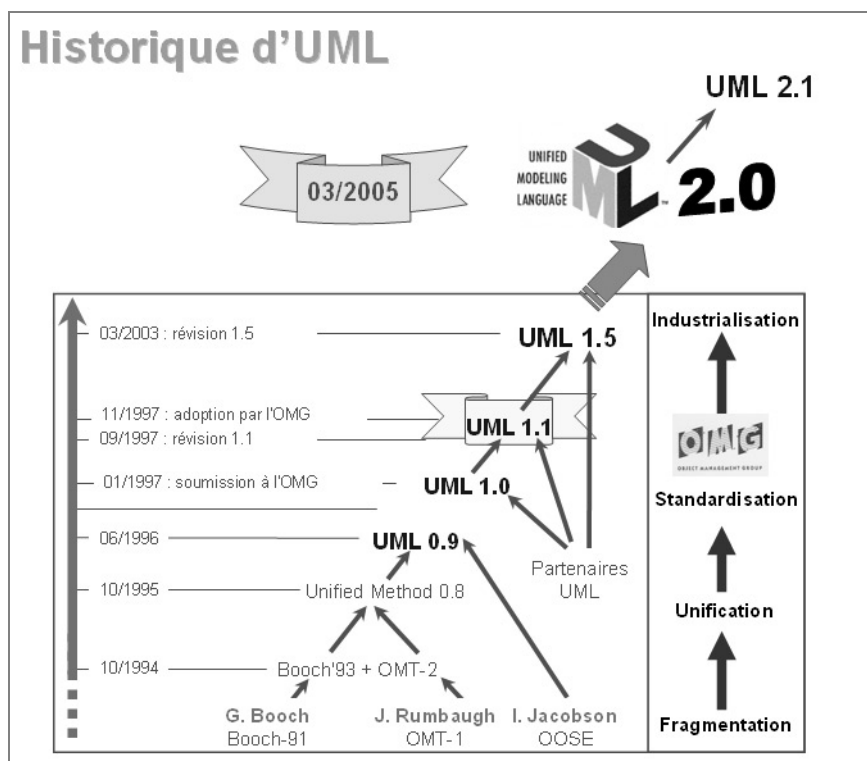 Historique d'UML
UML 2.1
03/2005
UNIFIED
MODELING
LANGUAGE
UML™ 2.0
03/2003 : révision 1.5
UML 1.5
11/1997 : adoption par l'OMG
09/1997 : révision 1.1
UML 1.1
01/1997 : soumission à l'OMG
UML 1.0
06/1996
UML 0.9
Partenaires
UML
10/1995
Unified Method 0.8
10/1994
Booch'93 + OMT-2
G. Booch
Booch-91
J. Rumbaugh
OMT-1
I. Jacobson
OOSE
Industrialisation
OMG
OBJECT MANAGEMENT GROUP
Standardisation
Unification
Fragmentation